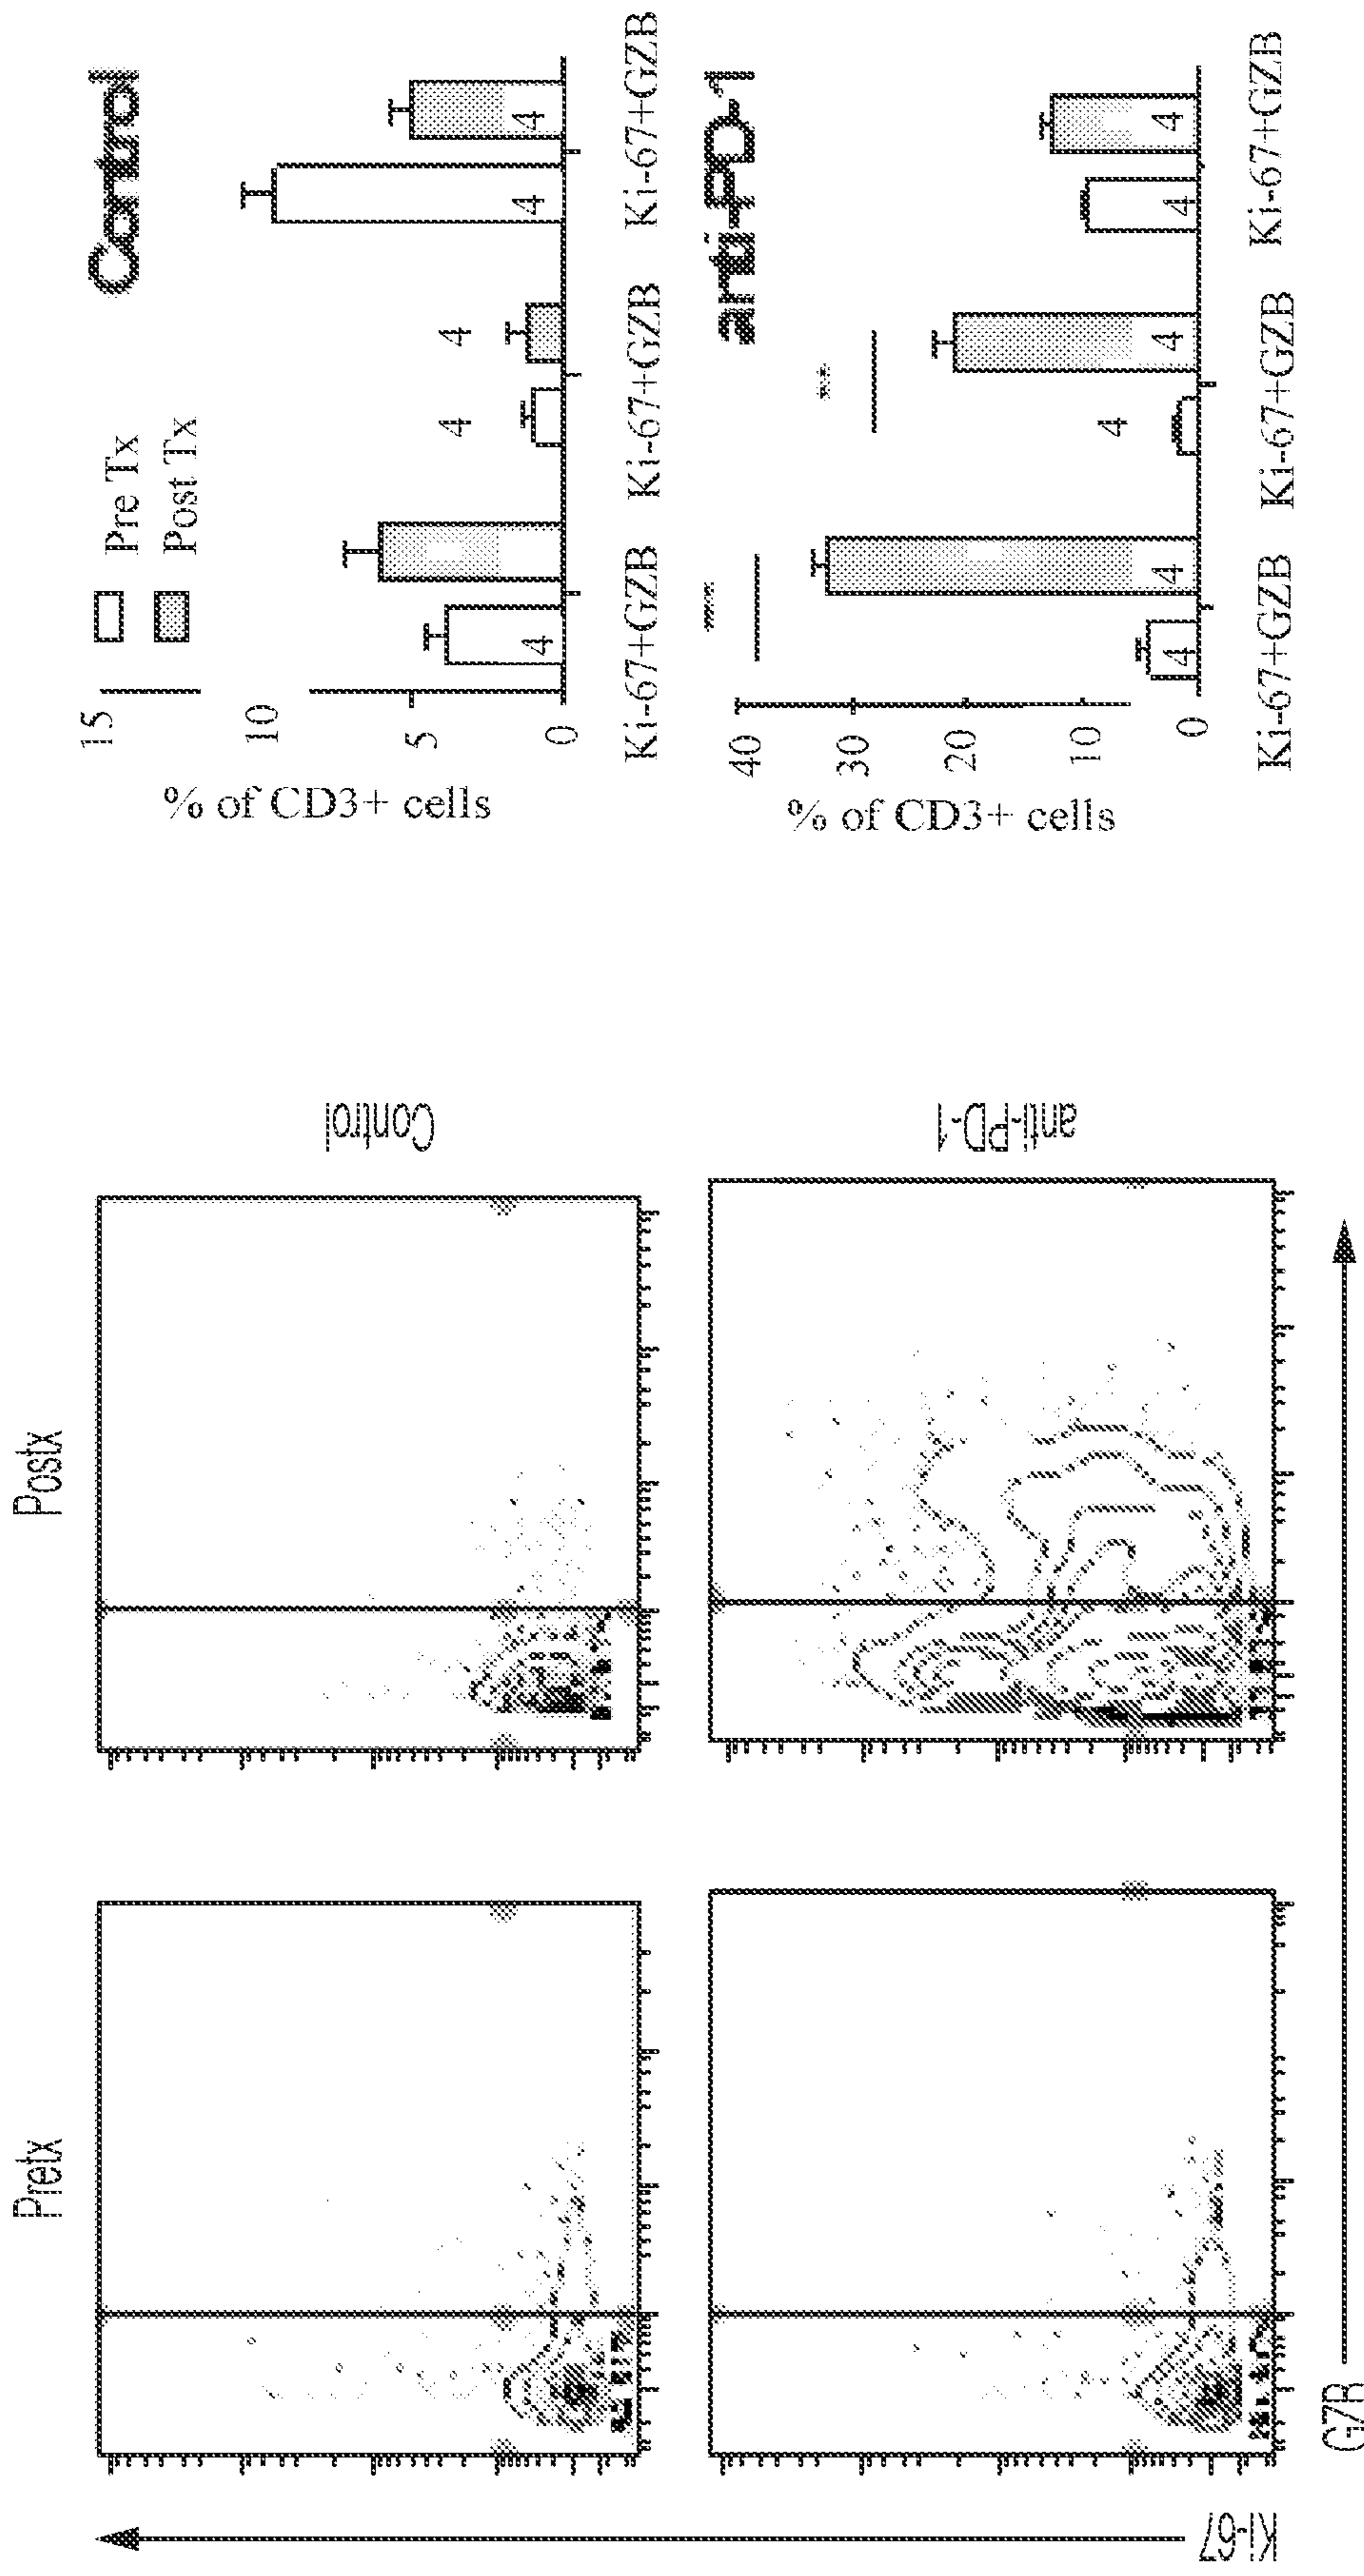 Pretx
Postx
Control
anti-PD-1
Ki-67
GZB
Control
Pre Tx
Post Tx
% of CD3+ cells
15
10
5
0
4
4
4
4
4
Ki-67+GZB
Ki-67+GZB
Ki-67+GZB
anti-PD-1
% of CD3+ cells
40
30
20
10
0
4
4
4
4
4
4
Ki-67+GZB
Ki-67+GZB
Ki-67+GZB